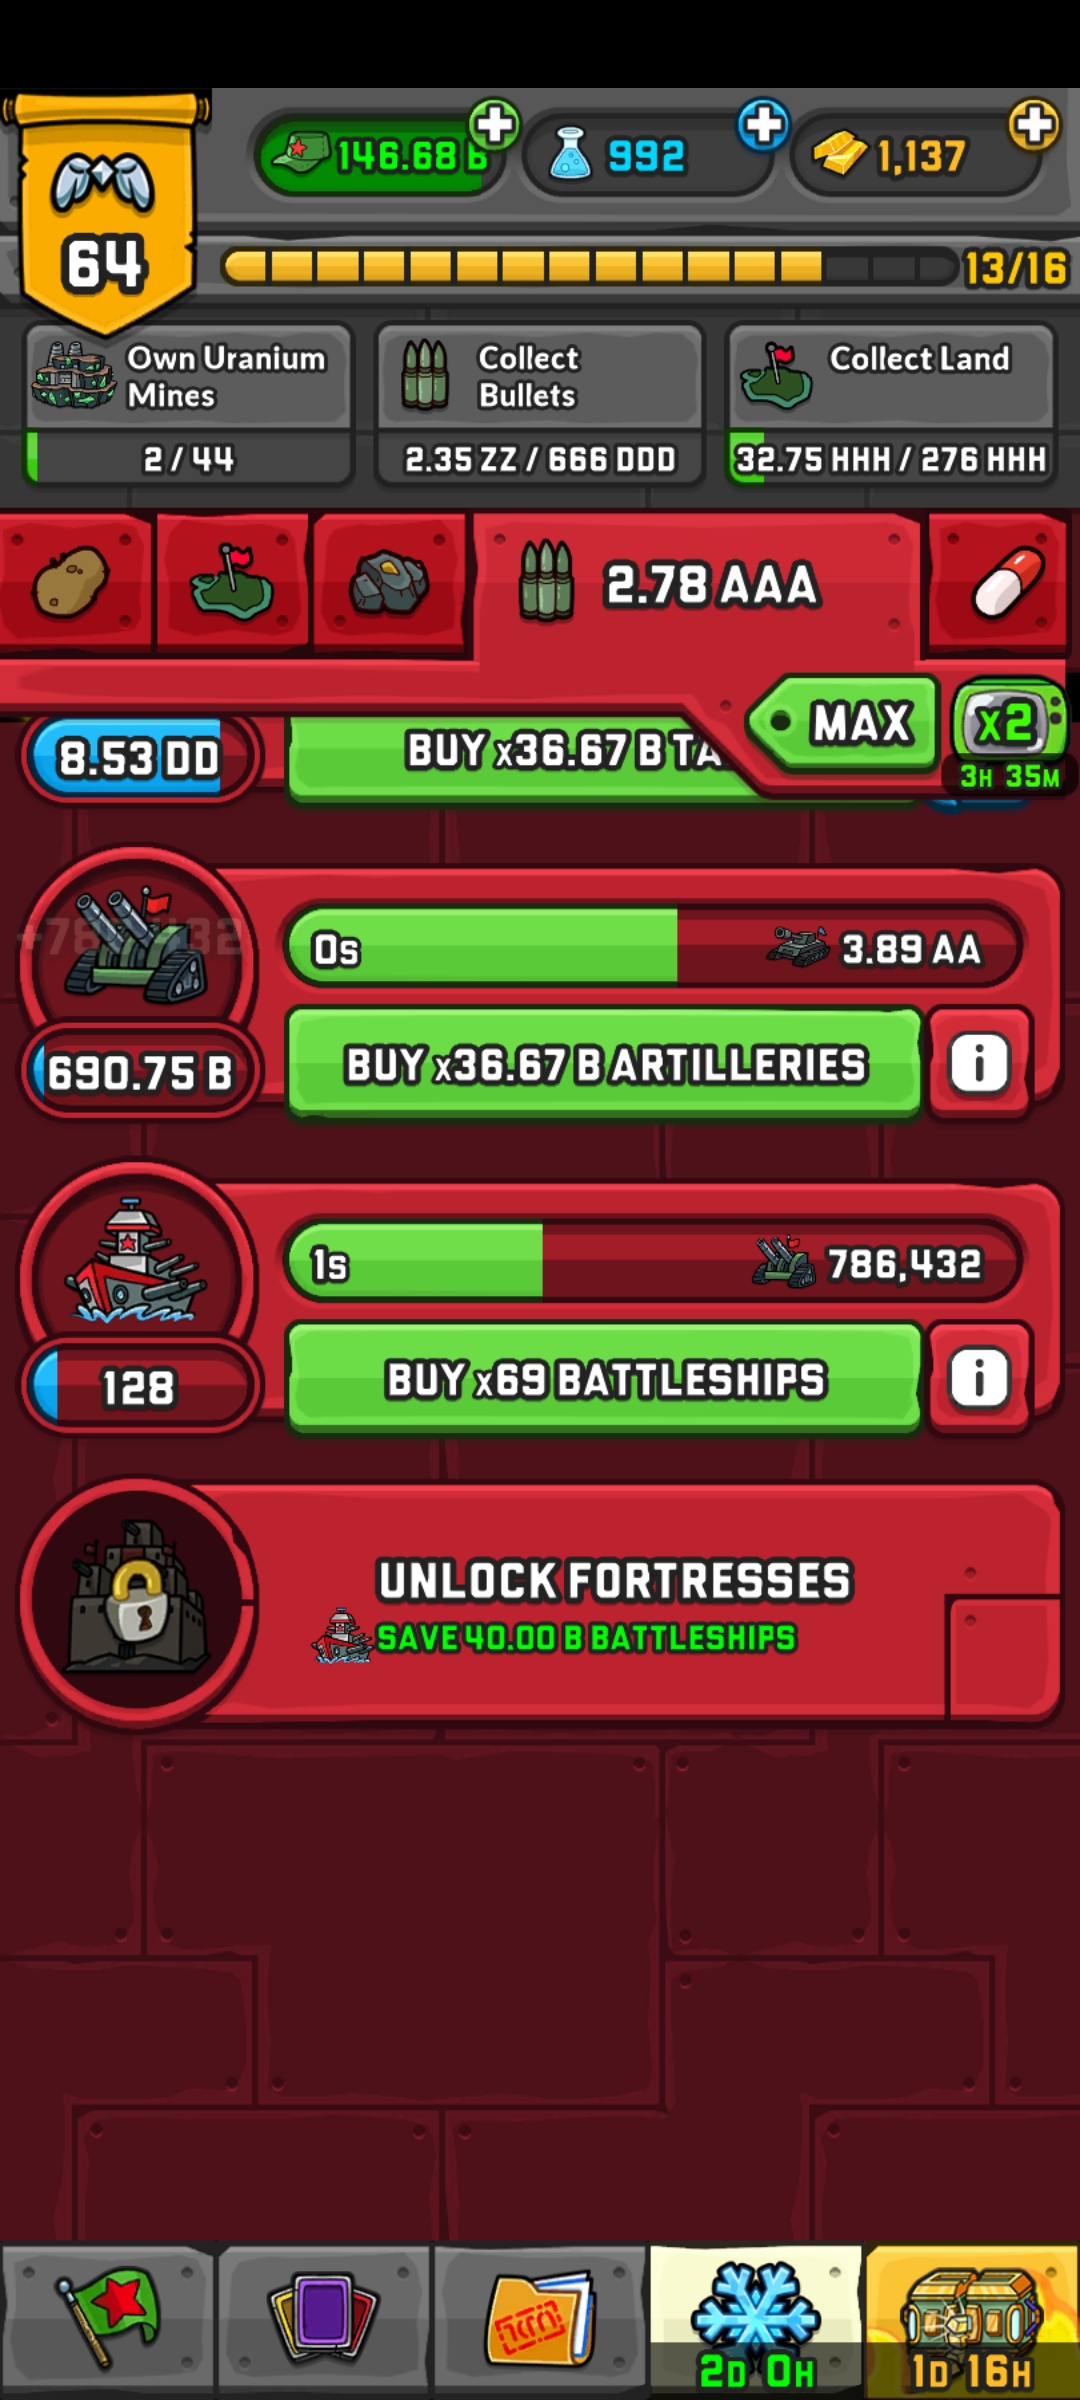 146.68 B
992
1,137
64
13/16
Own Uranium
Mines
2 / 44
Collect
Bullets
2.35 ZZ / 666 DDD
Collect Land
32.75 HHH / 276 HHH
2.78 AAA
MAX
x2
3H 35M
8.53 DD
BUY x36.67 B TA
0s
3.89 AA
690.75 B
BUY x36.67 B ARTILLERIES
i
1s
786,432
128
BUY x69 BATTLESHIPS
i
UNLOCK FORTRESSES
SAVE 40.00 B BATTLESHIPS
2D 0H
1D 16H